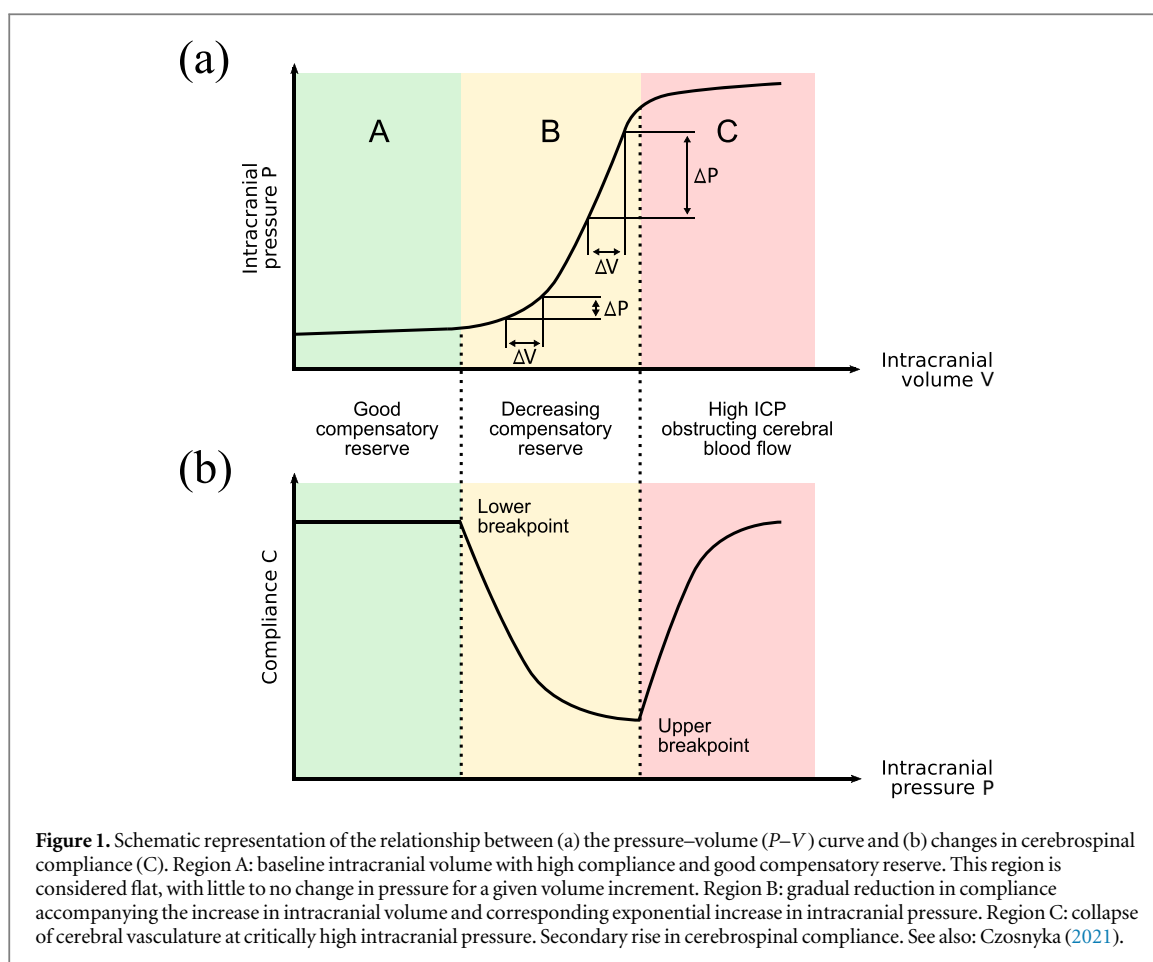 (a)
A
B
C
Intracranial
pressure P
ΔP
ΔV
ΔP
ΔV
Intracranial
volume V
Good
compensatory
reserve
Decreasing
compensatory
reserve
High ICP
obstructing cerebral
blood flow
(b)
Lower
breakpoint
Compliance C
Upper
breakpoint
Intracranial
pressure P
Figure 1. Schematic representation of the relationship between (a) the pressure–volume (P–V) curve and (b) changes in cerebrospinal
compliance (C). Region A: baseline intracranial volume with high compliance and good compensatory reserve. This region is
considered flat, with little to no change in pressure for a given volume increment. Region B: gradual reduction in compliance
accompanying the increase in intracranial volume and corresponding exponential increase in intracranial pressure. Region C: collapse
of cerebral vasculature at critically high intracranial pressure. Secondary rise in cerebrospinal compliance. See also: Czosnyka (2021).